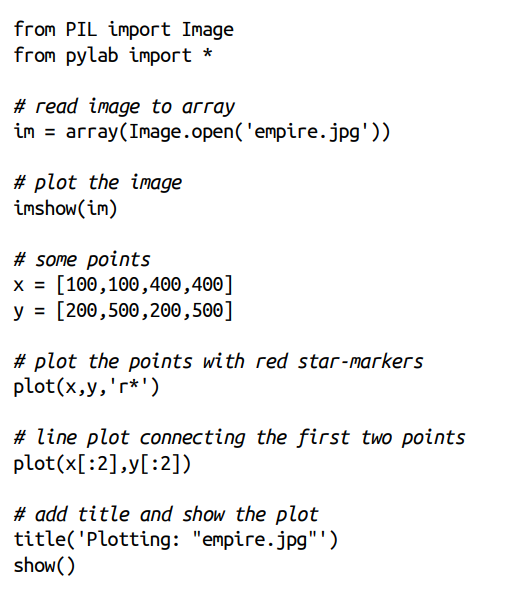 from PIL import Image
from pylab import *
# read image to array
im = array(Image.open('empire.jpg'))
# plot the image
imshow(im)
# some points
x = [100,100,400,400]
y = [200,500,200,500]
# plot the points with red star-markers
plot(x,y,'r*')
# line plot connecting the first two points
plot(x[:2],y[:2])
# add title and show the plot
title('Plotting: "empire.jpg"')
show()